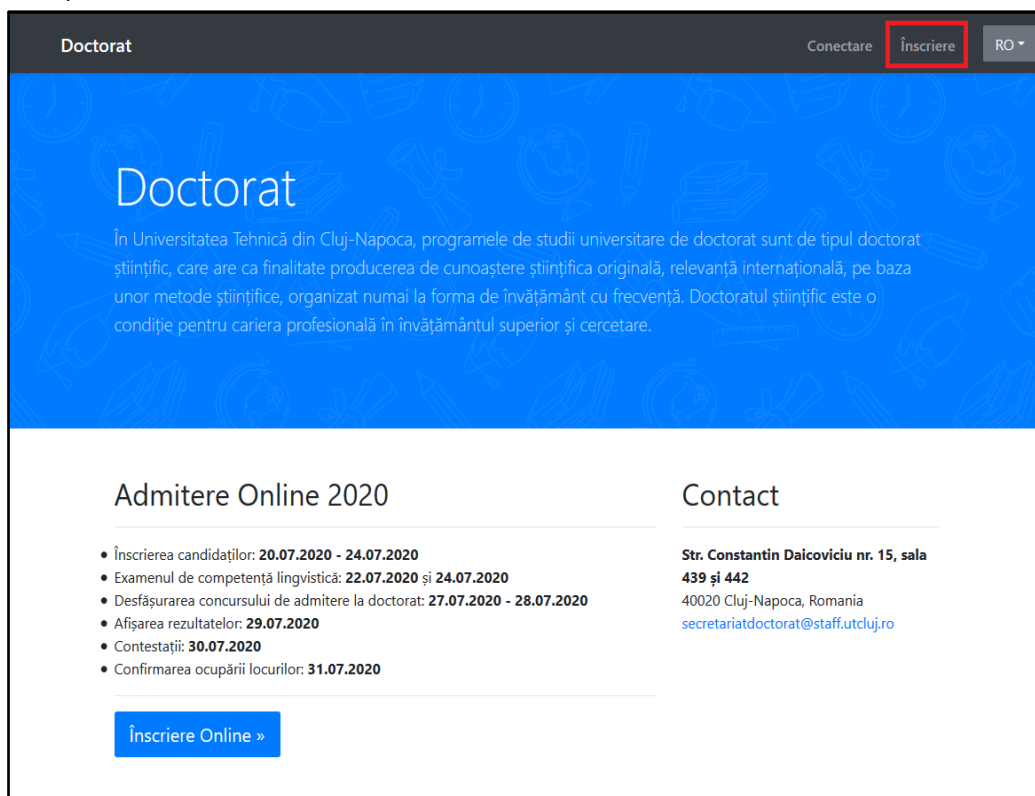 Doctorat
Conectare
Înscriere
RO
Doctorat
În Universitatea Tehnică din Cluj-Napoca, programele de studii universitare de doctorat sunt de tipul doctorat
științific, care are ca finalitate producerea de cunoaștere științifica originală, relevanță internațională, pe baza
unor metode științifice, organizat numai la forma de învățământ cu frecvență. Doctoratul științific este o
condiție pentru cariera profesională în învățământul superior și cercetare.
Admitere Online 2020
Înscrierea candidaților: 20.07.2020 - 24.07.2020
Examenul de competență lingvistică: 22.07.2020 și 24.07.2020
Desfășurarea concursului de admitere la doctorat: 27.07.2020 - 28.07.2020
Afișarea rezultatelor: 29.07.2020
Contestații: 30.07.2020
Confirmarea ocupării locurilor: 31.07.2020
Înscriere Online »
Contact
Str. Constantin Daicoviciu nr. 15, sala
439 și 442
40020 Cluj-Napoca, Romania
secretariatdoctorat@staff.utcluj.ro